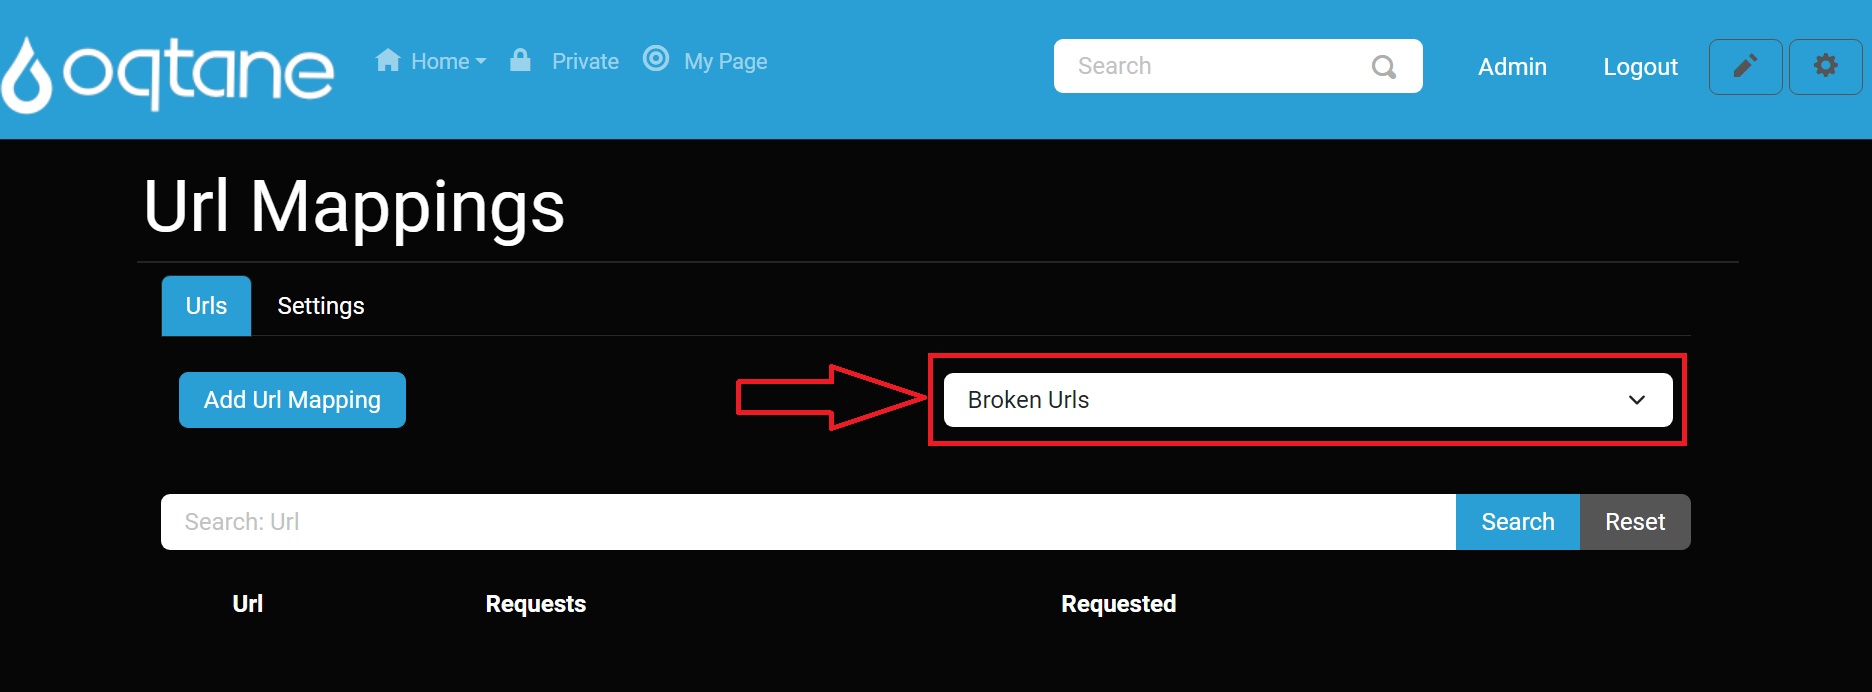 oqtane
Home
Private
My Page
Search
Admin
Logout
Url Mappings
Urls
Settings
Add Url Mapping
Broken Urls
Search: Url
Search
Reset
Url
Requests
Requested